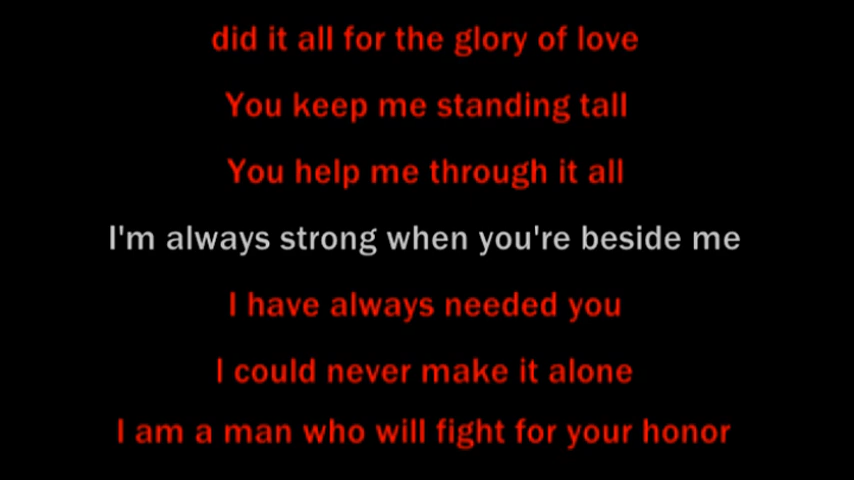 did it all for the glory of love
You keep me standing tall
You help me through it all
I'm always strong when you're beside me
I have always needed you
I could never make it alone
I am a man who will fight for your honor